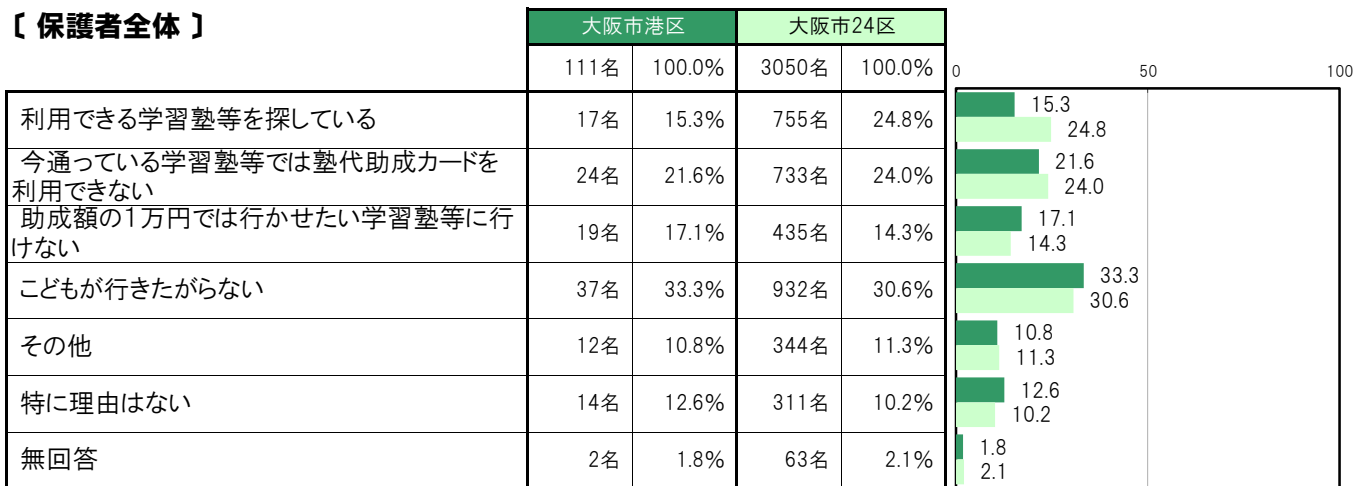 〔 保護者全体 〕
大阪市港区 大阪市24区
111名 100.0% 3050名 100.0%
0 50 100
利用できる学習塾等を探している 17名 15.3% 755名 24.8%
15.3
24.8
今通っている学習塾等では塾代助成カードを
利用できない
24名 21.6% 733名 24.0%
21.6
24.0
助成額の1万円では行かせたい学習塾等に行
けない
19名 17.1% 435名 14.3%
17.1
14.3
こどもが行きたがらない 37名 33.3% 932名 30.6%
33.3
30.6
その他 12名 10.8% 344名 11.3%
10.8
11.3
特に理由はない 14名 12.6% 311名 10.2%
12.6
10.2
無回答 2名 1.8% 63名 2.1%
1.8
2.1